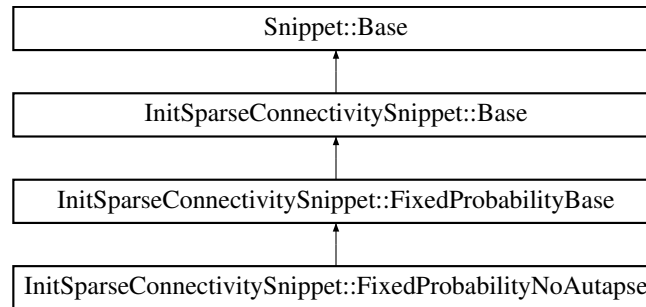 Snippet::Base
InitSparseConnectivitySnippet::Base
InitSparseConnectivitySnippet::FixedProbabilityBase
InitSparseConnectivitySnippet::FixedProbabilityNoAutapse